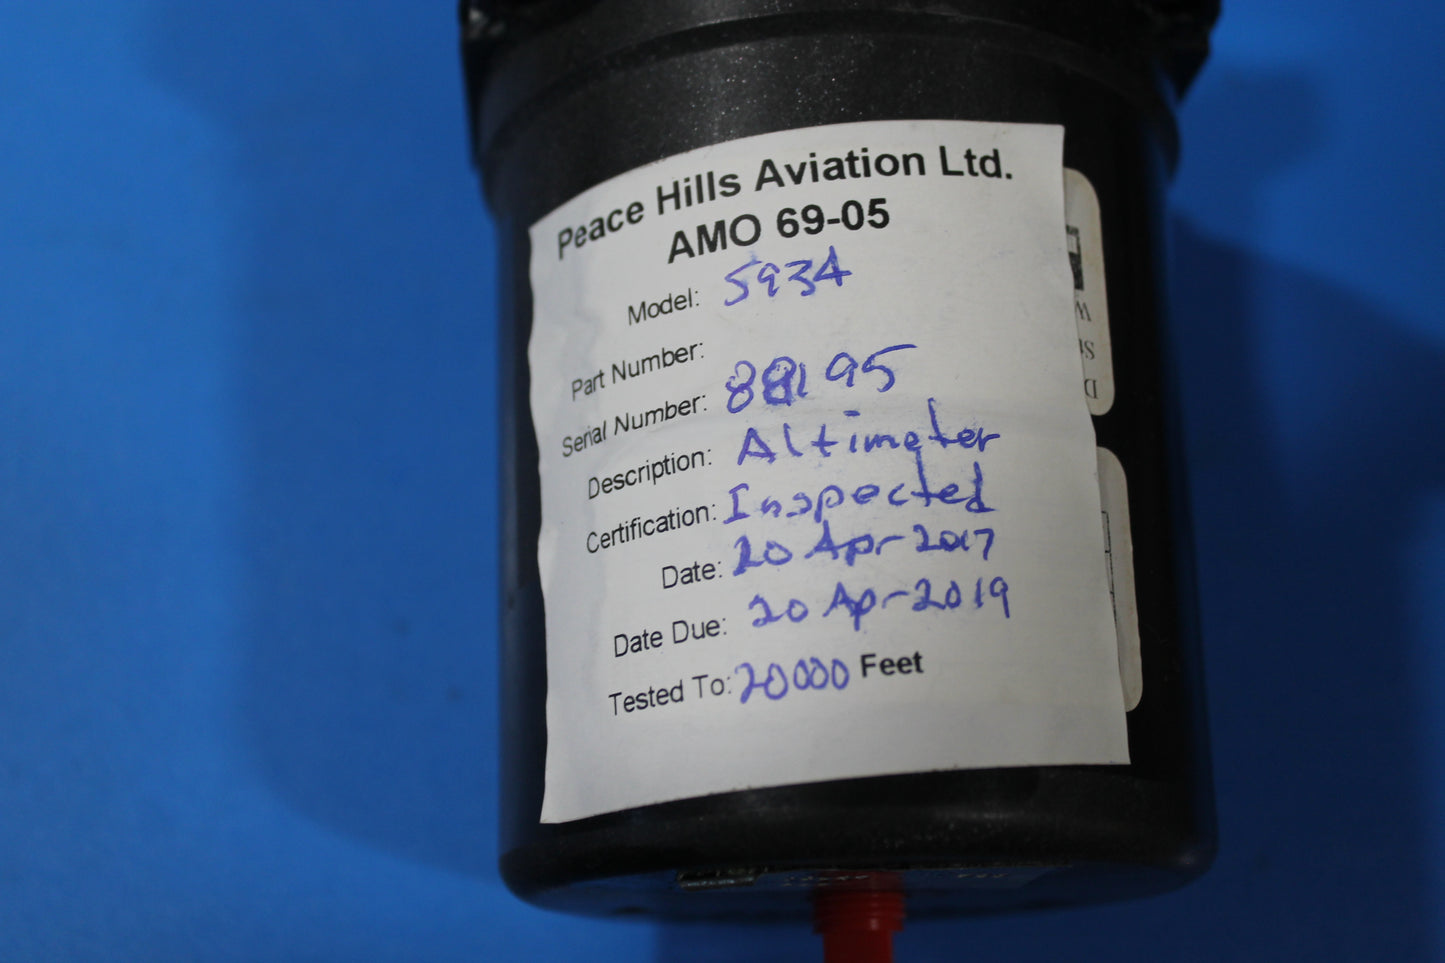 Peace Hills Aviation Ltd.
AMO 69-05
Model: 5934
Part Number:
Serial Number: 88195
Description: Altimeter
Certification: Inspected
Date: 20 Apr-2017
Date Due: 20 Apr-2019
Tested To: 20000 Feet